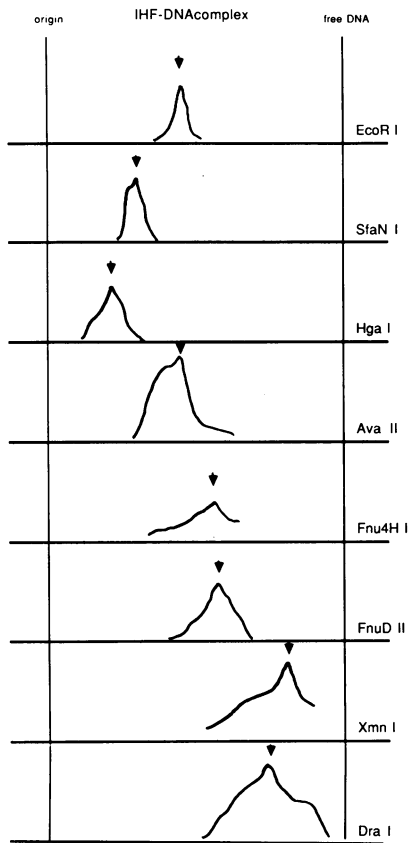 origin IHF-DNAcomplex free DNA
EcoR I
SfaN I
Hga I
Ava II
Fnu4H I
FnuD II
Xmn I
Dra I